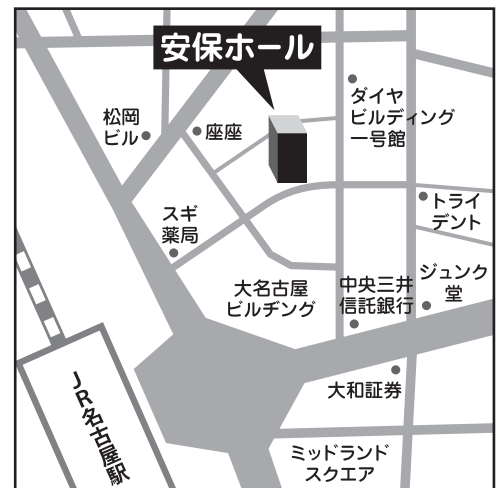 安保ホール
ダイヤ
ビルディング
一号館
松岡
ビル
座座
トライ
デント
スギ
薬局
ジュンク
堂
大名古屋
ビルヂング
中央三井
信託銀行
大和証券
JR名古屋駅
ミッドランド
スクエア